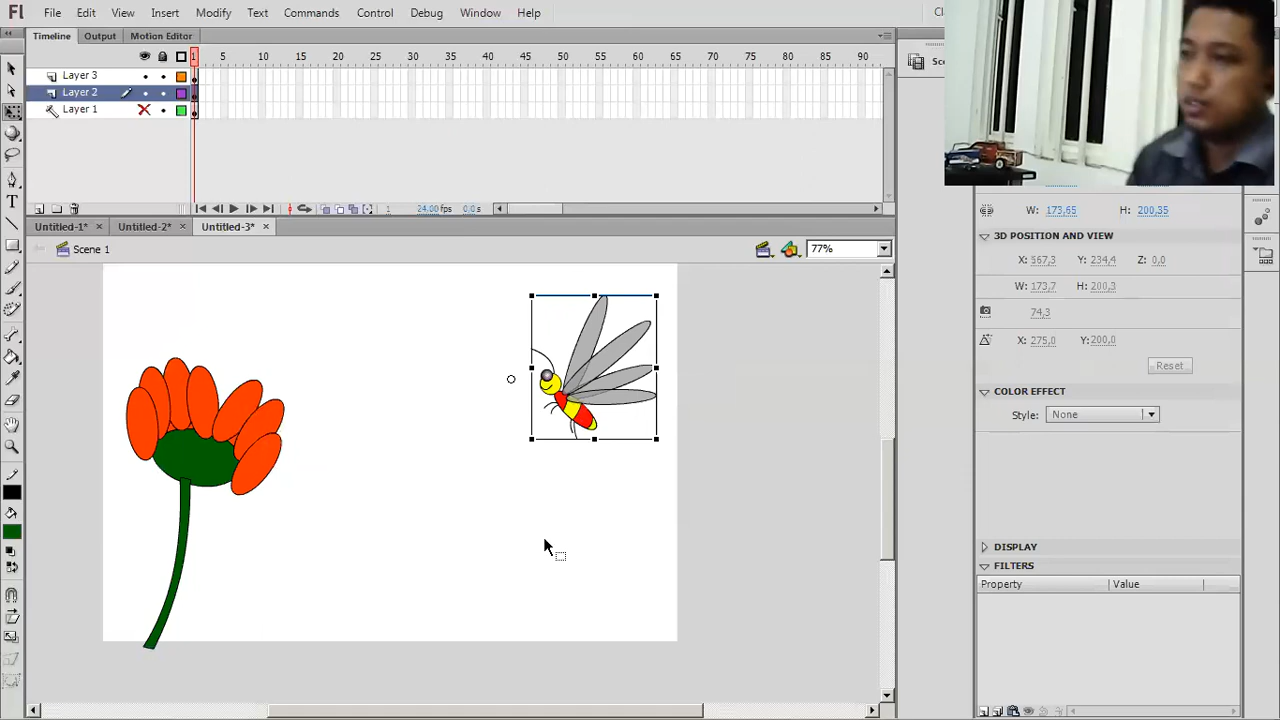 Fl File Edit View Insert Modify Text Commands Control Debug Window Help
Timeline Output Motion Editor
1 5 10 15 20 25 30 35 40 45 50 55 60 65 70 75 80 85 90
Layer 3
Layer 2
Layer 1
1 24,00 fps 0,0 s
Untitled-1* × Untitled-2* × Untitled-3* ×
Scene 1 77%
W: 173,65 H: 200,35
3D POSITION AND VIEW
X: 567,3 Y: 234,4 Z: 0,0
W: 173,7 H: 200,3
74,3
X: 275,0 Y: 200,0
Reset
COLOR EFFECT
Style: None
DISPLAY
FILTERS
Property Value